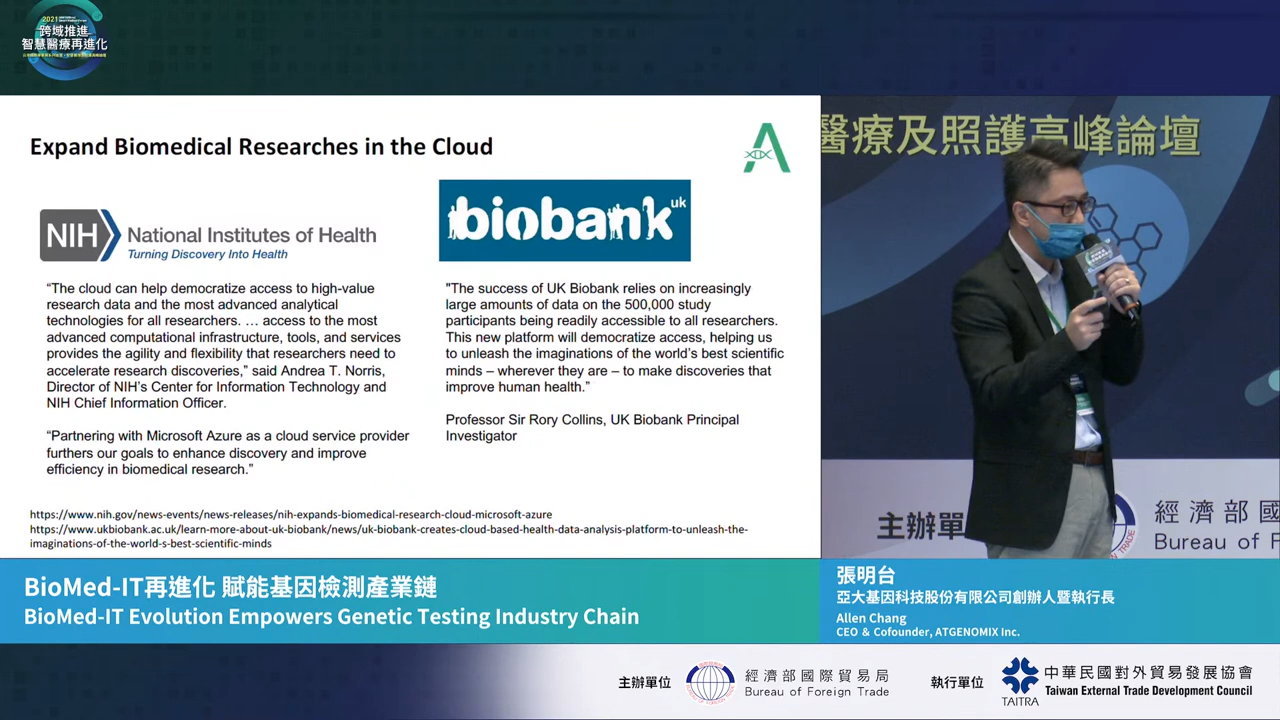 2021
跨域推進
智慧醫療再進化
Expand Biomedical Researches in the Cloud
NIH National Institutes of Health
Turning Discovery Into Health
biobank uk
“The cloud can help democratize access to high-value
research data and the most advanced analytical
technologies for all researchers. … access to the most
advanced computational infrastructure, tools, and services
provides the agility and flexibility that researchers need to
accelerate research discoveries,” said Andrea T. Norris,
Director of NIH’s Center for Information Technology and
NIH Chief Information Officer.
“Partnering with Microsoft Azure as a cloud service provider
furthers our goals to enhance discovery and improve
efficiency in biomedical research.”
"The success of UK Biobank relies on increasingly
large amounts of data on the 500,000 study
participants being readily accessible to all researchers.
This new platform will democratize access, helping us
to unleash the imaginations of the world’s best scientific
minds – wherever they are – to make discoveries that
improve human health.”
Professor Sir Rory Collins, UK Biobank Principal
Investigator
https://www.nih.gov/news-events/news-releases/nih-expands-biomedical-research-cloud-microsoft-azure
https://www.ukbiobank.ac.uk/learn-more-about-uk-biobank/news/uk-biobank-creates-cloud-based-health-data-analysis-platform-to-unleash-the-
imaginations-of-the-world-s-best-scientific-minds
醫療及照護高峰論壇
主辦單
經濟部國
Bureau of F
BioMed-IT再進化 賦能基因檢測產業鏈
BioMed-IT Evolution Empowers Genetic Testing Industry Chain
張明台
亞大基因科技股份有限公司創辦人暨執行長
Allen Chang
CEO & Cofounder, ATGENOMIX Inc.
主辦單位
經濟部國際貿易局
Bureau of Foreign Trade
執行單位
TAITRA
中華民國對外貿易發展協會
Taiwan External Trade Development Council